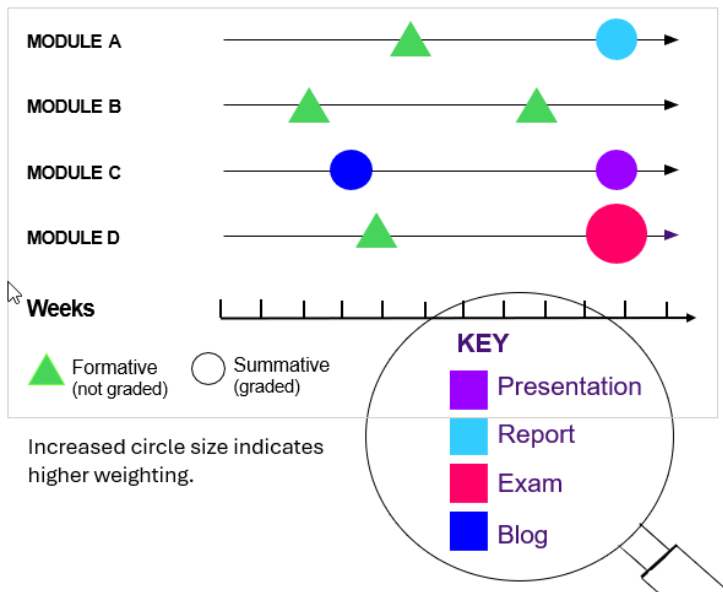 MODULE A
MODULE B
MODULE C
MODULE D
Weeks
Formative
(not graded)
Summative
(graded)
Increased circle size indicates
higher weighting.
KEY
Presentation
Report
Exam
Blog